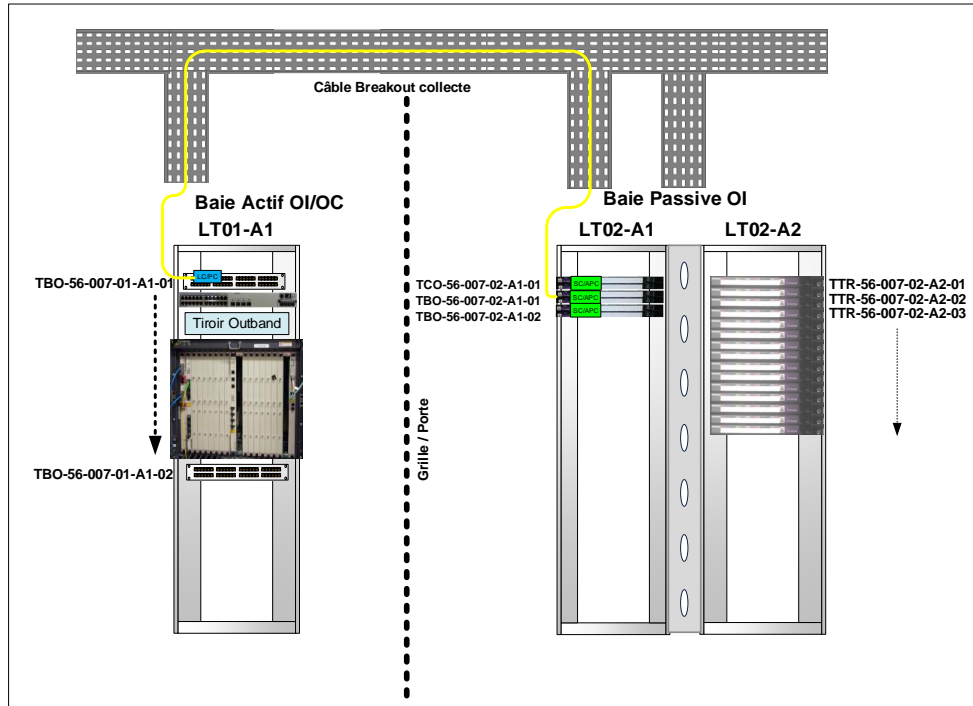 Câble Breakout collecte
Baie Actif OI/OC
LT01-A1
Baie Passive OI
LT02-A1
LT02-A2
TBO-56-007-01-A1-01
LC/PC
Tiroir Outband
TBO-56-007-01-A1-02
Grille / Porte
TCO-56-007-02-A1-01
TBO-56-007-02-A1-01
TBO-56-007-02-A1-02
SC/APC
SC/APC
SC/APC
TTR-56-007-02-A2-01
TTR-56-007-02-A2-02
TTR-56-007-02-A2-03